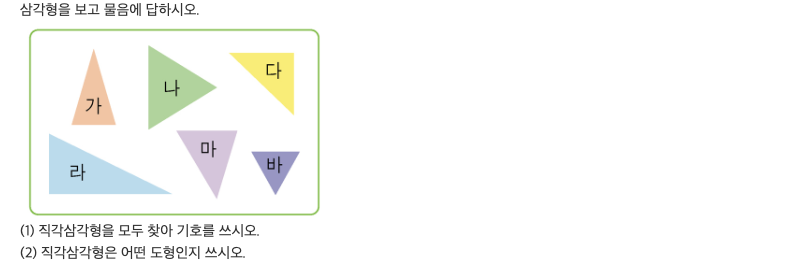 삼각형을 보고 물음에 답하시오.
가
나
다
라
마
바
(1) 직각삼각형을 모두 찾아 기호를 쓰시오.
(2) 직각삼각형은 어떤 도형인지 쓰시오.